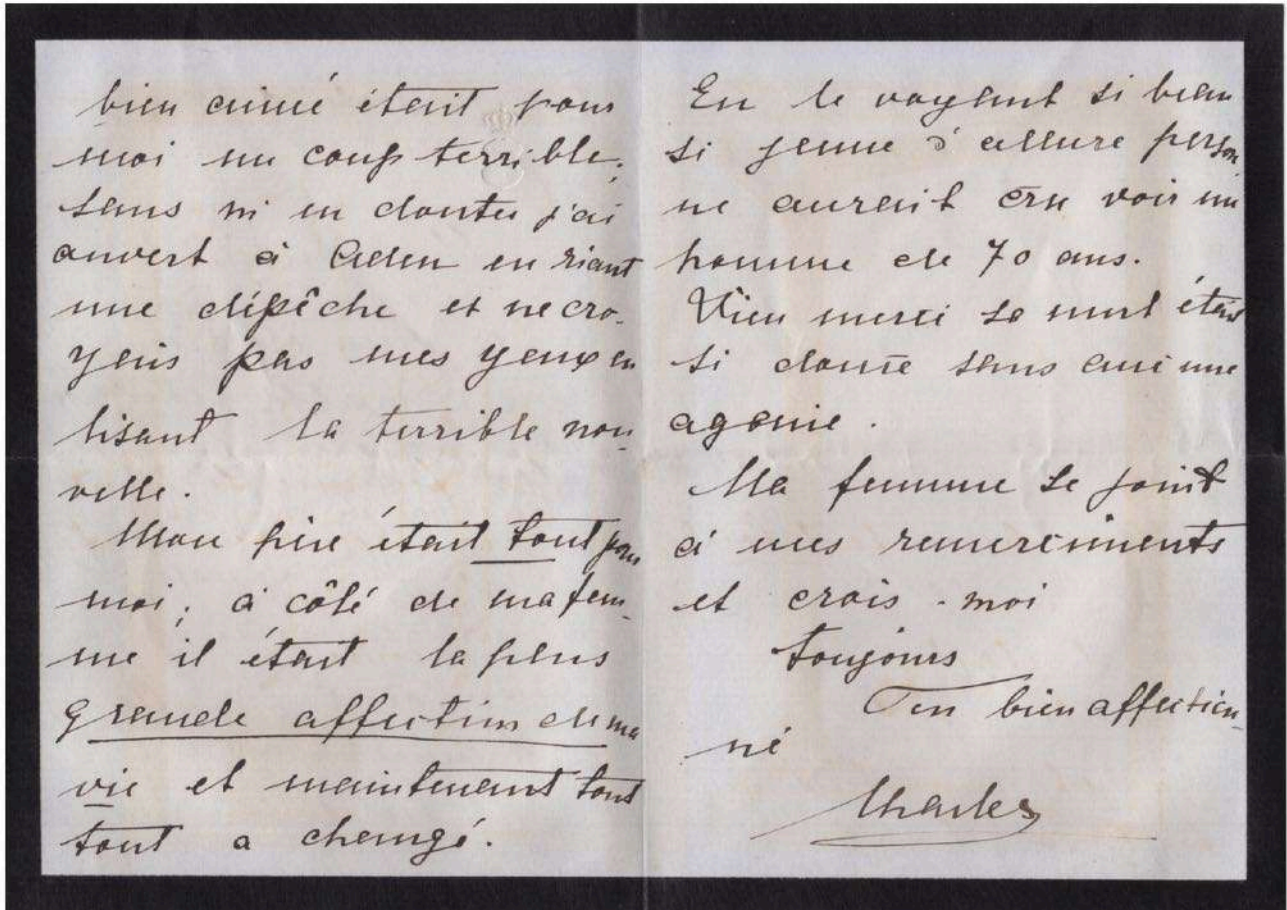 bien aimé était pour
moi un coup terrible;
sans m'en douter j'ai
ouvert à Aden en riant
une dépêche et ne cro-
yais pas mes yeux en
lisant la terrible nou-
velle.
Mon père était tout pour
moi; à côté de ma fem-
me il était la plus
grande affection de ma
vie et maintenant tout
tout a changé.
En le voyant si beau
si jeune d'allure person
ne aurait cru voir un
homme de 70 ans.
Dieu merci sa mort était
si douce sans aucune
agonie.
Ma femme se joint
à mes remerciments
et crois-moi
toujours
Ton bien affection-
né
Charles